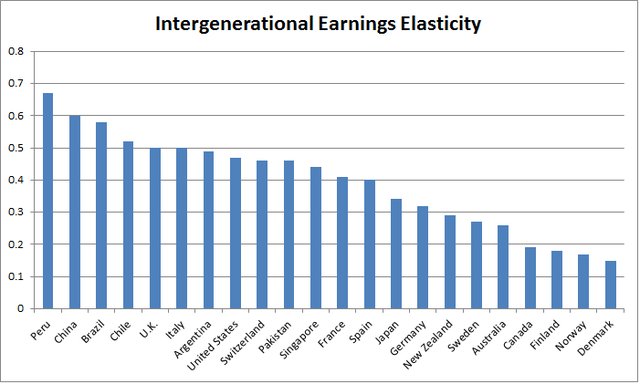 Intergenerational Earnings Elasticity
0.8
0.7
0.6
0.5
0.4
0.3
0.2
0.1
0
Peru
China
Brazil
Chile
U.K.
Italy
Argentina
United States
Switzerland
Pakistan
Singapore
France
Spain
Japan
Germany
New Zealand
Sweden
Australia
Canada
Finland
Norway
Denmark